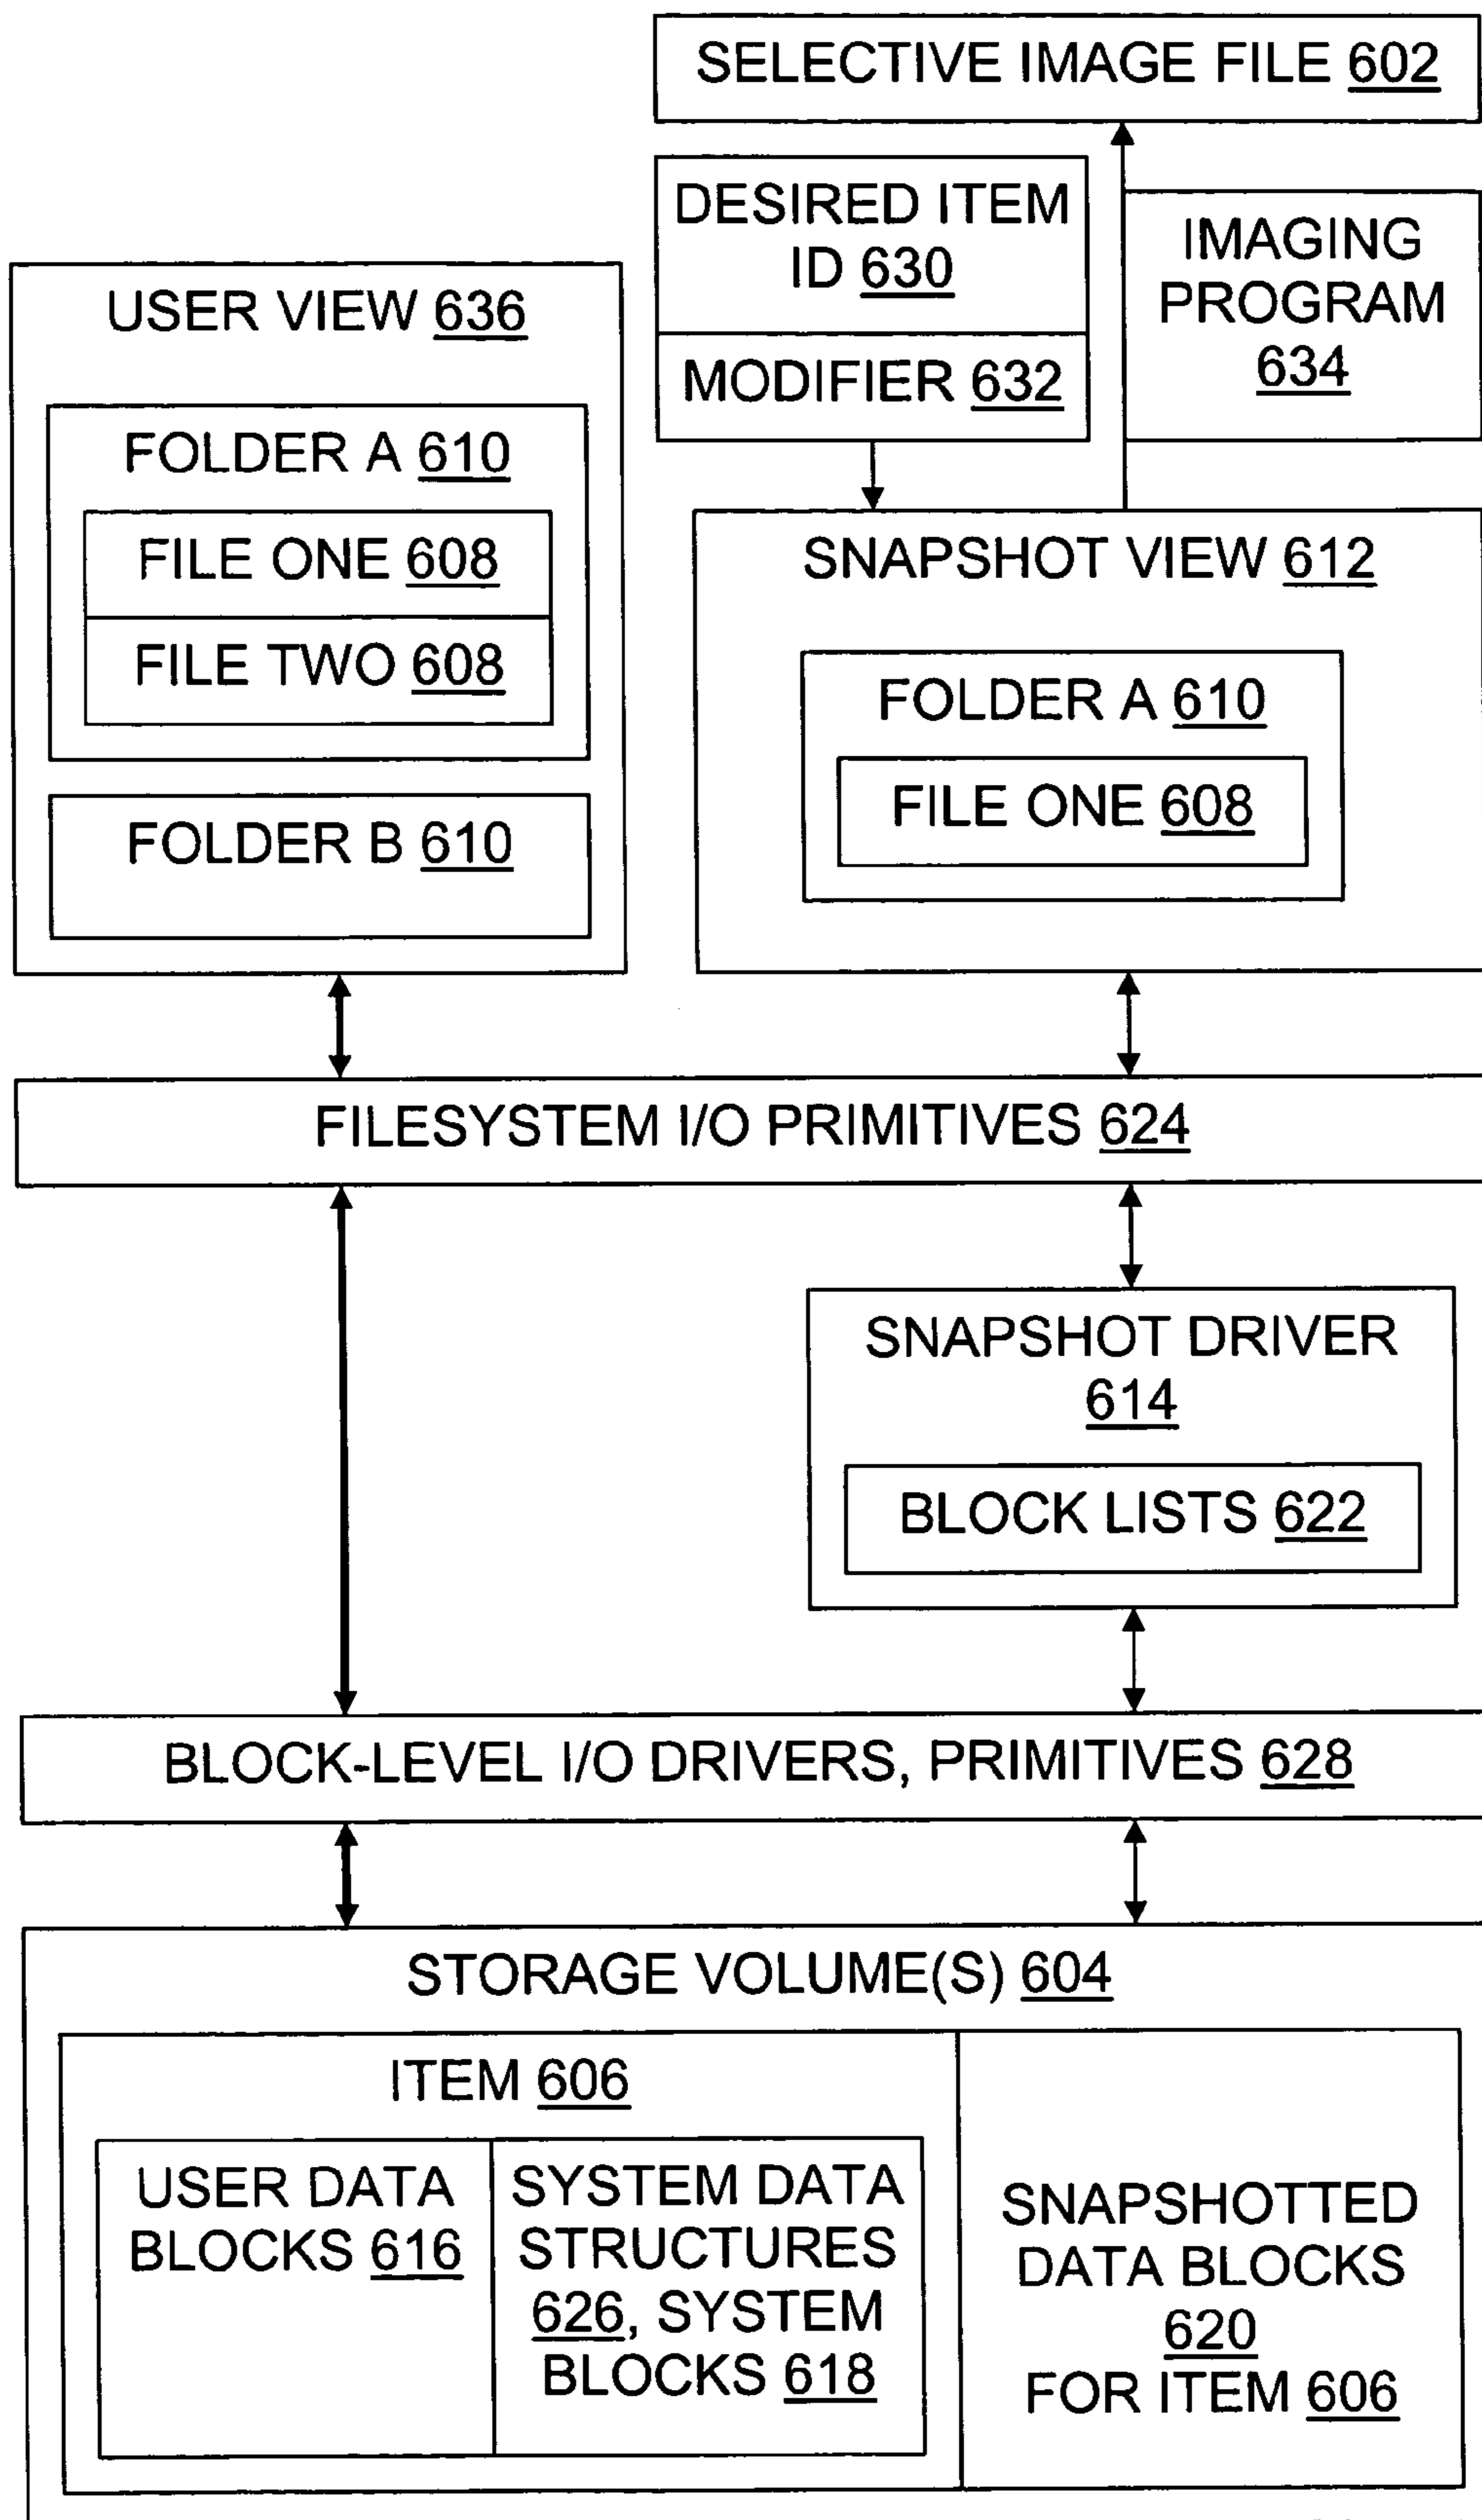 SELECTIVE IMAGE FILE 602
DESIRED ITEM
ID 630
MODIFIER 632
IMAGING
PROGRAM
634
USER VIEW 636
FOLDER A 610
FILE ONE 608
FILE TWO 608
FOLDER B 610
SNAPSHOT VIEW 612
FOLDER A 610
FILE ONE 608
FILESYSTEM I/O PRIMITIVES 624
SNAPSHOT DRIVER
614
BLOCK LISTS 622
BLOCK-LEVEL I/O DRIVERS, PRIMITIVES 628
STORAGE VOLUME(S) 604
ITEM 606
USER DATA
BLOCKS 616
SYSTEM DATA
STRUCTURES
626, SYSTEM
BLOCKS 618
SNAPSHOTTED
DATA BLOCKS
620
FOR ITEM 606